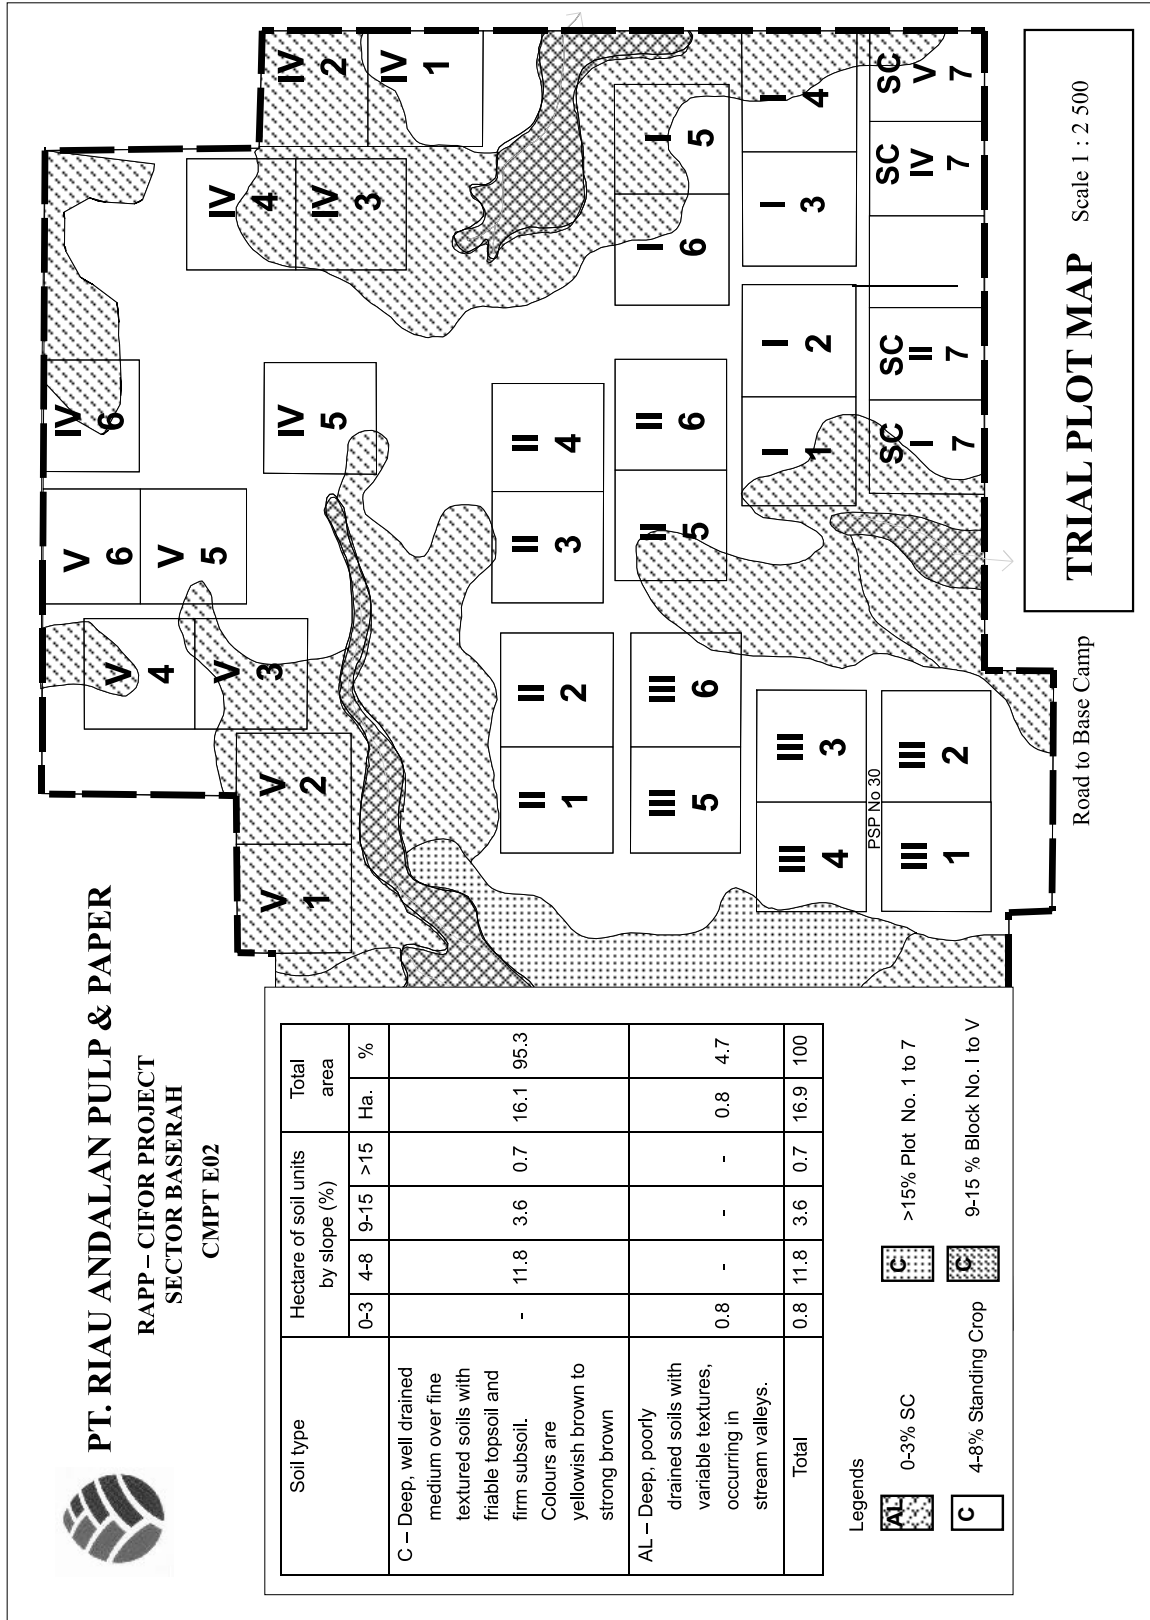 PT. RIAU ANDALAN PULP & PAPER
RAPP – CIFOR PROJECT
SECTOR BASERAH
CMPT E02
Soil type
Hectare of soil units
by slope (%)
Total
area
0-3 4-8 9-15 >15 Ha. %
C – Deep, well drained
medium over fine
textured soils with
friable topsoil and
firm subsoil.
Colours are
yellowish brown to
strong brown
- 11.8 3.6 0.7 16.1 95.3
AL – Deep, poorly
drained soils with
variable textures,
occurring in
stream valleys.
0.8 - - - 0.8 4.7
Total 0.8 11.8 3.6 0.7 16.9 100
Legends
AL 0-3% SC
C >15% Plot No. 1 to 7
C 4-8% Standing Crop
C 9-15 % Block No. I to V
V 1
V 2
V 3
V 4
V 5
V 6
IV 6
IV 5
IV 4
IV 3
IV 2
IV 1
II 1
II 2
II 3
II 4
II 5
II 6
III 5
III 6
III 4
III 3
PSP No 30
III 1
III 2
I 6
I 5
I 1
I 2
I 3
I 4
SC I 7
SC II 7
SC IV 7
SC V 7
Road to Base Camp
TRIAL PLOT MAP Scale 1 : 2 500